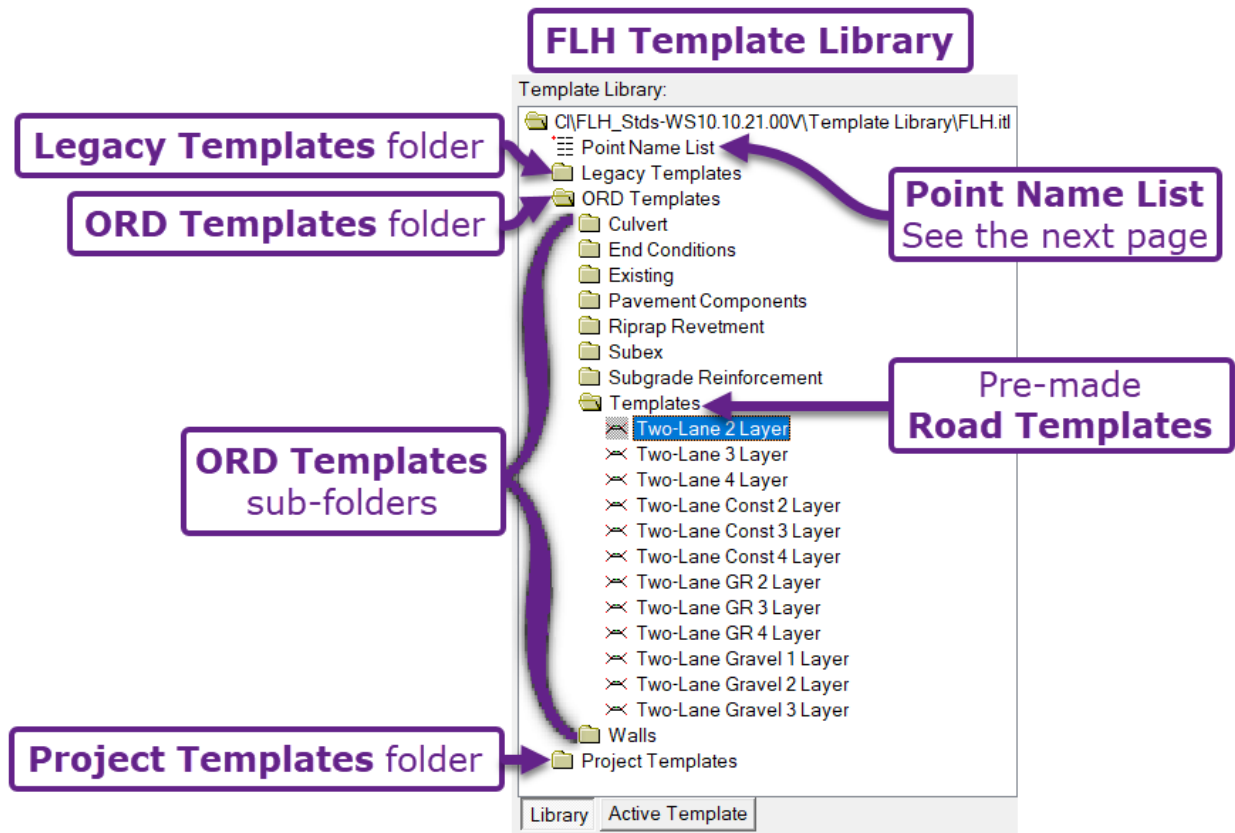 FLH Template Library
Template Library:
CI\FLH_Stds-WS10.10.21.00V\Template Library\FLH.itl
Point Name List
Legacy Templates
ORD Templates
Culvert
End Conditions
Existing
Pavement Components
Riprap Revetment
Subex
Subgrade Reinforcement
Templates
Two-Lane 2 Layer
Two-Lane 3 Layer
Two-Lane 4 Layer
Two-Lane Const 2 Layer
Two-Lane Const 3 Layer
Two-Lane Const 4 Layer
Two-Lane GR 2 Layer
Two-Lane GR 3 Layer
Two-Lane GR 4 Layer
Two-Lane Gravel 1 Layer
Two-Lane Gravel 2 Layer
Two-Lane Gravel 3 Layer
Walls
Project Templates
Library
Active Template
Legacy Templates folder
ORD Templates folder
ORD Templates
sub-folders
Project Templates folder
Point Name List
See the next page
Pre-made
Road Templates